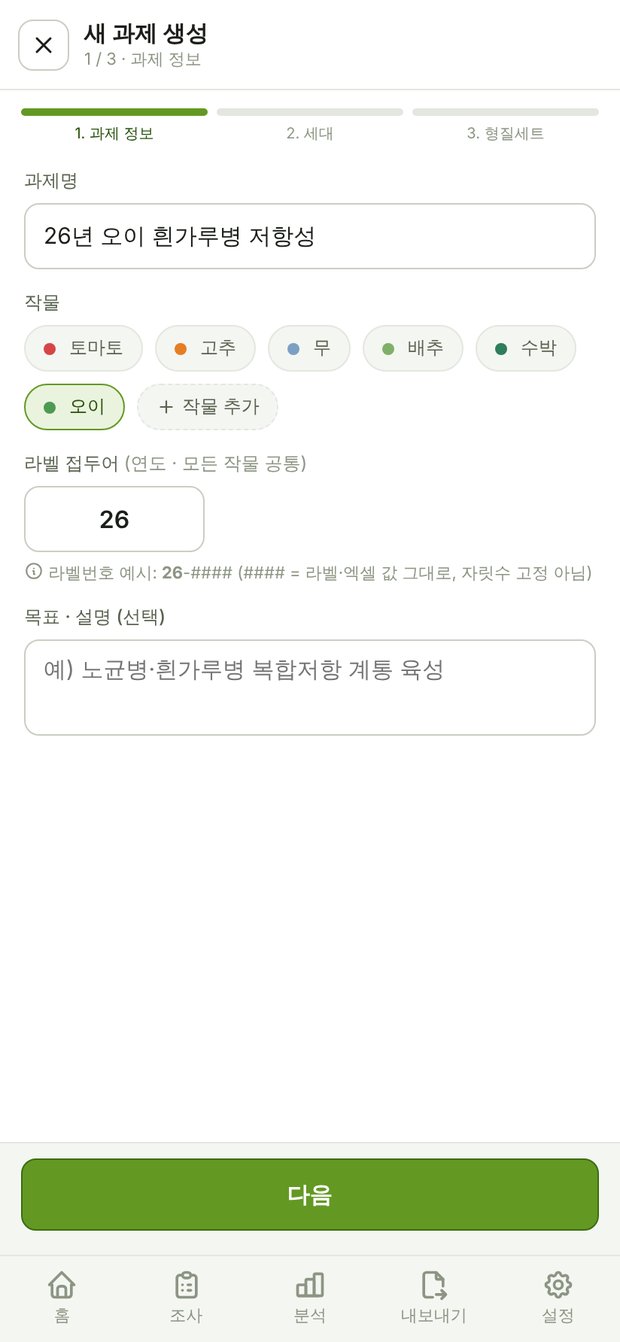 새 과제 생성
1 / 3 · 과제 정보
1. 과제 정보 2. 세대 3. 형질세트
과제명
26년 오이 흰가루병 저항성
작물
토마토 고추 무 배추 수박
오이 + 작물 추가
라벨 접두어 (연도 · 모든 작물 공통)
26
라벨번호 예시: 26-#### (#### = 라벨·엑셀 값 그대로, 자릿수 고정 아님)
목표 · 설명 (선택)
예) 노균병·흰가루병 복합저항 계통 육성
다음
홈 조사 분석 내보내기 설정